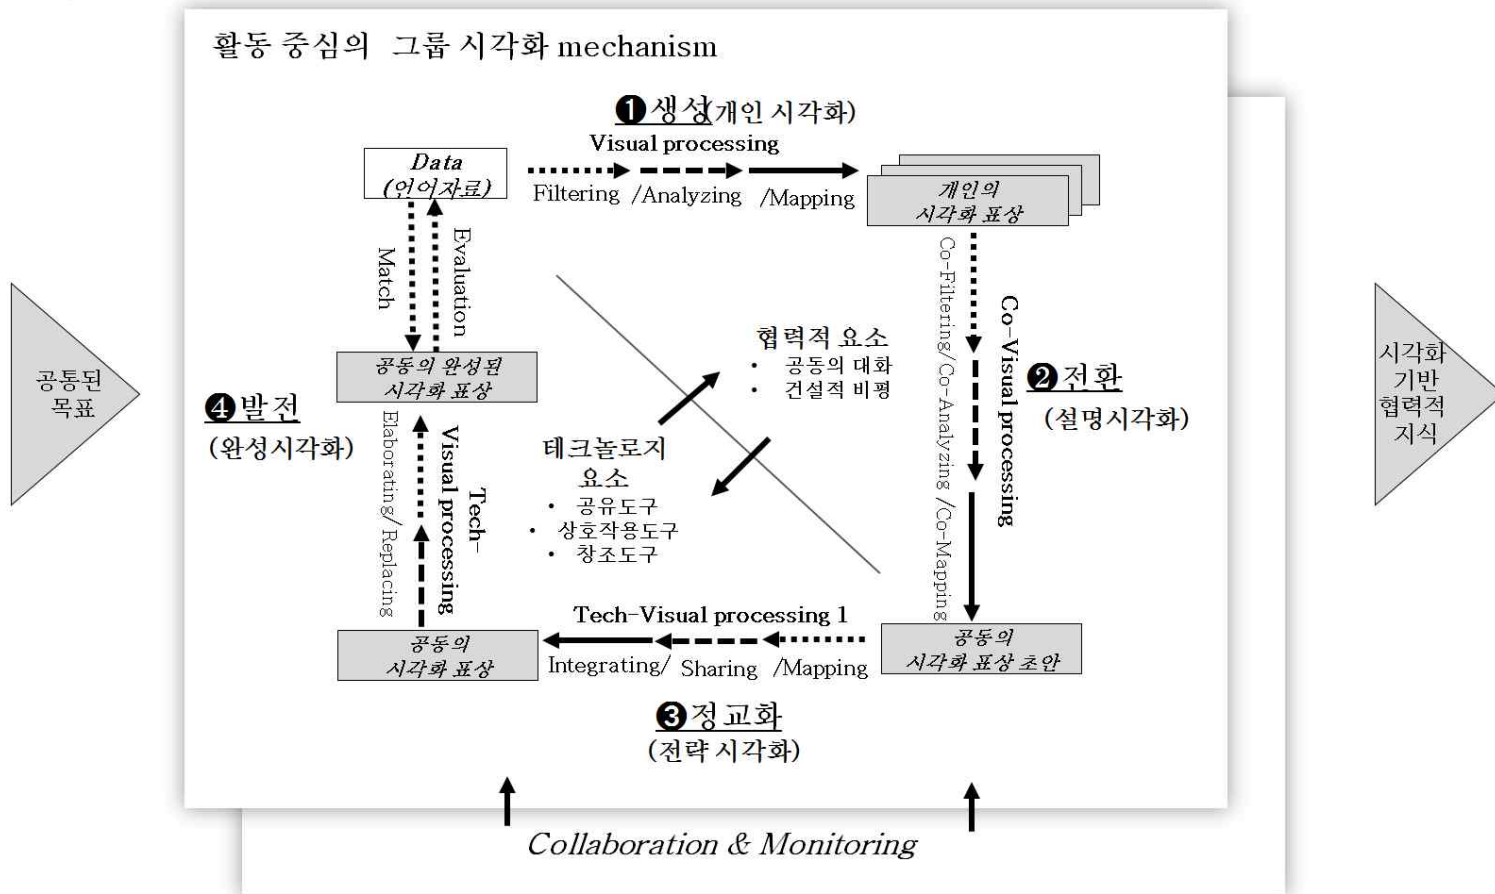 활동 중심의 그룹 시각화 mechanism
❶생성(개인 시각화)
Visual processing
Data
(언어자료)
Filtering /Analyzing /Mapping
개인의
시각화 표상
Match
Evaluation
Co-Filtering/Co-Analyzing /Co-Mapping
Co-Visual processing
❷전환
(설명시각화)
협력적 요소
• 공동의 대화
• 건설적 비평
공통된
목표
시각화
기반
협력적
지식
공동의 완성된
시각화 표상
❹발전
(완성시각화)
Elaborating/Replacing
Tech-
Visual processing
테크놀로지
요소
• 공유도구
• 상호작용도구
• 창조도구
Tech-Visual processing 1
Integrating/ Sharing /Mapping
공동의
시각화 표상
공동의
시각화 표상 초안
❸정교화
(전략 시각화)
Collaboration & Monitoring